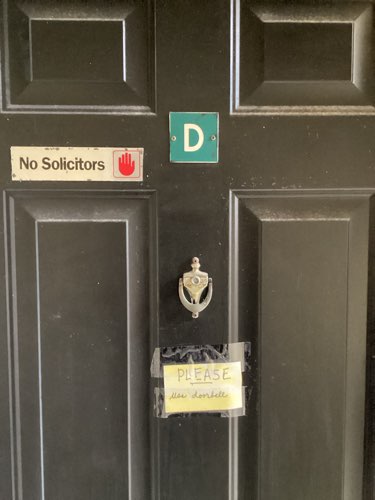 D
No Solicitors
PLEASE
Use doorbell